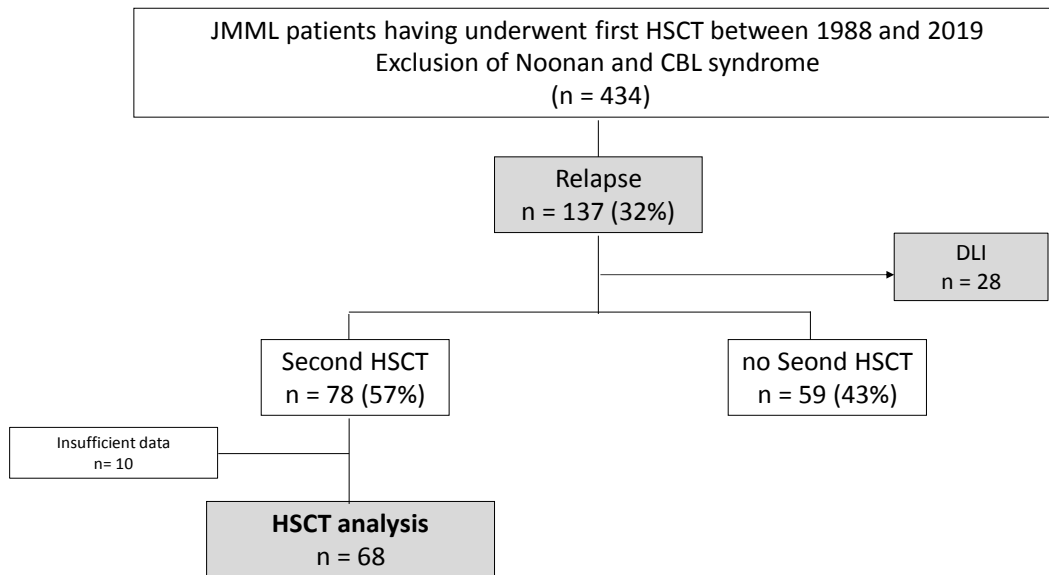 JMML patients having underwent first HSCT between 1988 and 2019
Exclusion of Noonan and CBL syndrome
(n = 434)
Relapse
n = 137 (32%)
DLI
n = 28
Second HSCT
n = 78 (57%)
no Seond HSCT
n = 59 (43%)
Insufficient data
n= 10
HSCT analysis
n = 68